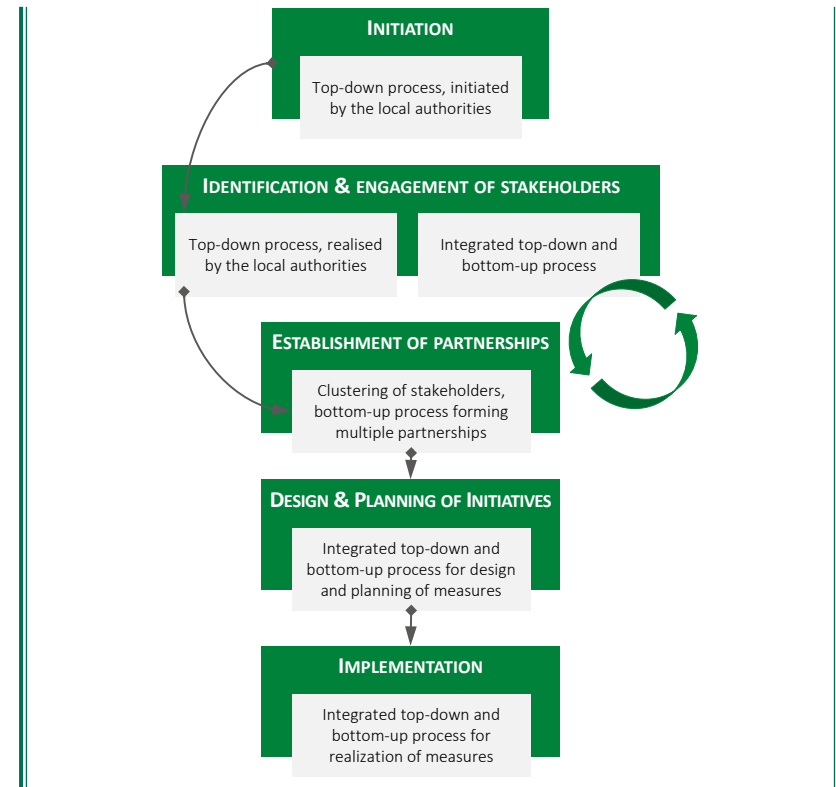 INITIATION
Top-down process, initiated
by the local authorities
IDENTIFICATION & ENGAGEMENT OF STAKEHOLDERS
Top-down process, realised
by the local authorities
Integrated top-down and
bottom-up process
ESTABLISHMENT OF PARTNERSHIPS
Clustering of stakeholders,
bottom-up process forming
multiple partnerships
DESIGN & PLANNING OF INITIATIVES
Integrated top-down and
bottom-up process for design
and planning of measures
IMPLEMENTATION
Integrated top-down and
bottom-up process for
realization of measures